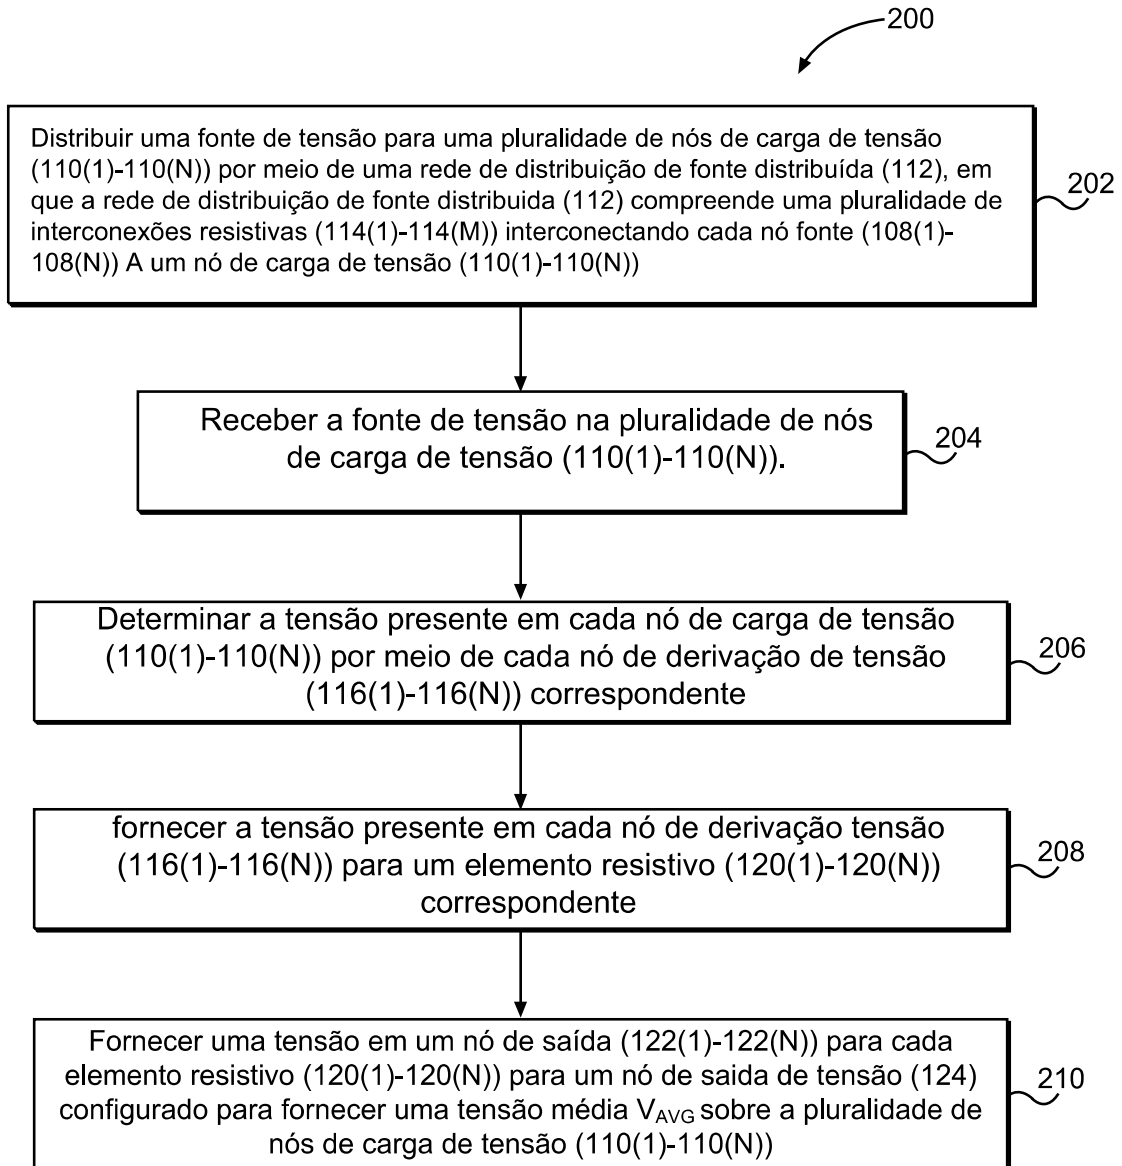 200
Distribuir uma fonte de tensão para uma pluralidade de nós de carga de tensão
(110(1)-110(N)) por meio de uma rede de distribuição de fonte distribuída (112), em
que a rede de distribuição de fonte distribuida (112) compreende uma pluralidade de
interconexões resistivas (114(1)-114(M)) interconectando cada nó fonte (108(1)-
108(N)) A um nó de carga de tensão (110(1)-110(N))
202
Receber a fonte de tensão na pluralidade de nós
de carga de tensão (110(1)-110(N)).
204
Determinar a tensão presente em cada nó de carga de tensão
(110(1)-110(N)) por meio de cada nó de derivação de tensão
(116(1)-116(N)) correspondente
206
fornecer a tensão presente em cada nó de derivação tensão
(116(1)-116(N)) para um elemento resistivo (120(1)-120(N))
correspondente
208
Fornecer uma tensão em um nó de saída (122(1)-122(N)) para cada
elemento resistivo (120(1)-120(N)) para um nó de saida de tensão (124)
configurado para fornecer uma tensão média VAVG sobre a pluralidade de
nós de carga de tensão (110(1)-110(N))
210